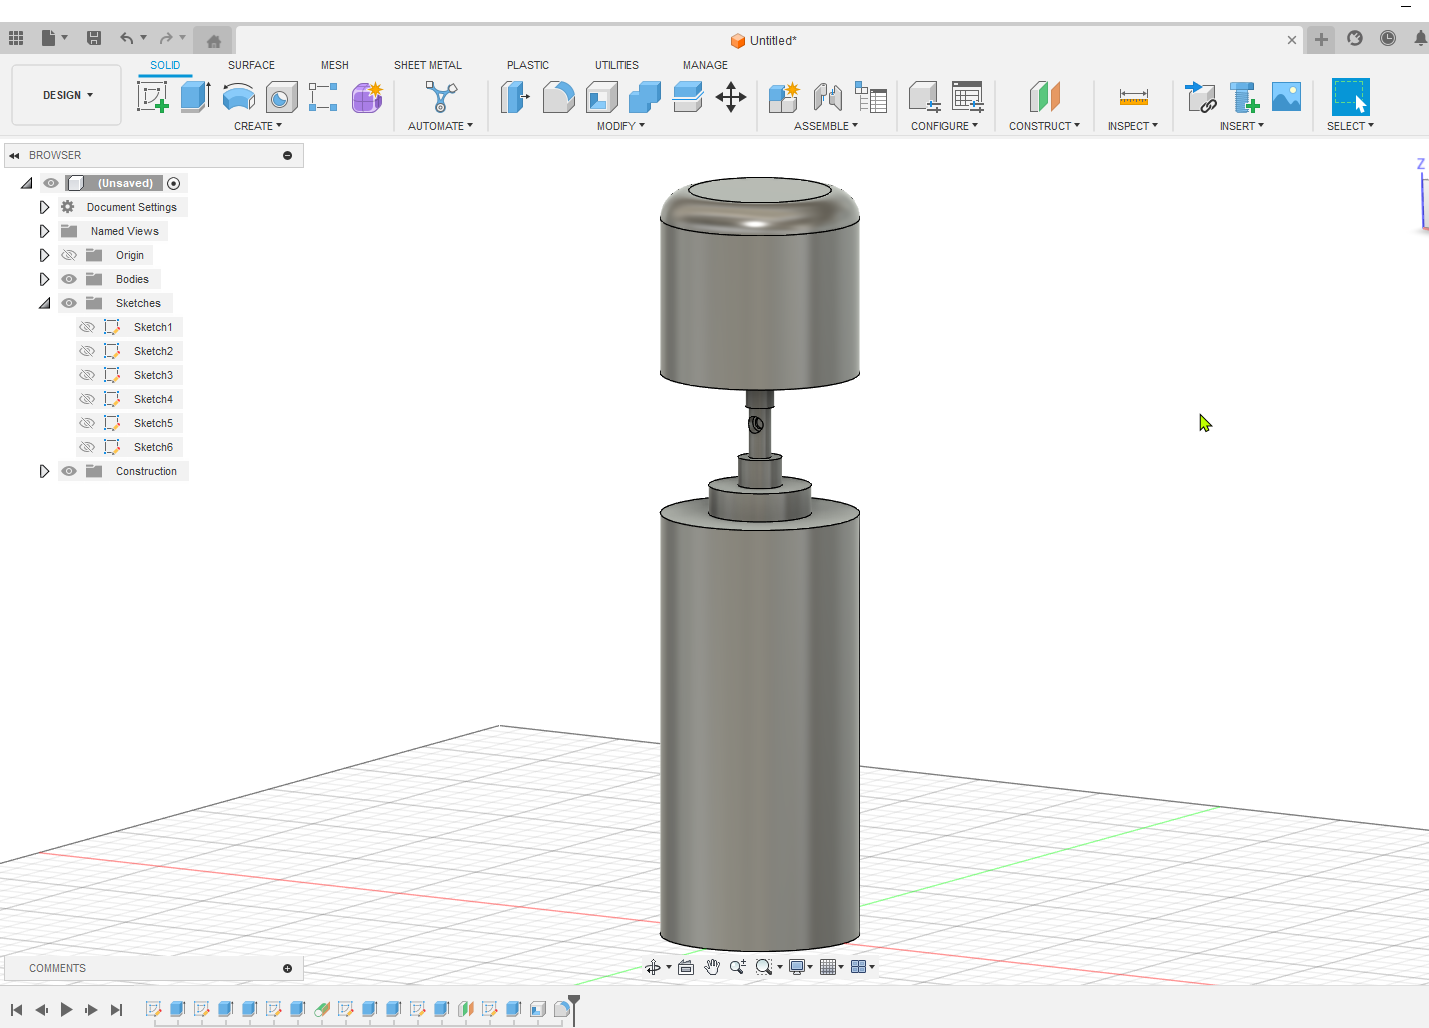 Untitled*
SOLID SURFACE MESH SHEET METAL PLASTIC UTILITIES MANAGE
DESIGN
CREATE AUTOMATE MODIFY ASSEMBLE CONFIGURE CONSTRUCT INSPECT INSERT SELECT
BROWSER
Z
(Unsaved)
Document Settings
Named Views
Origin
Bodies
Sketches
Sketch1
Sketch2
Sketch3
Sketch4
Sketch5
Sketch6
Construction
COMMENTS